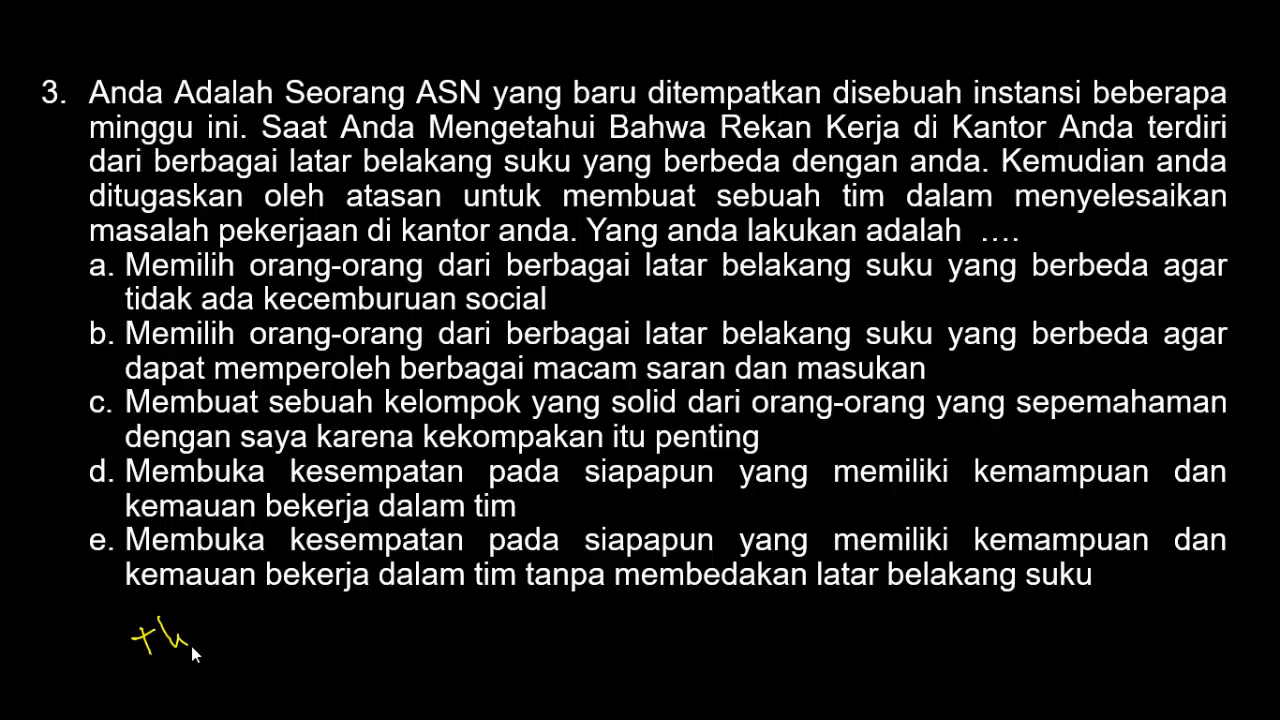 3. Anda Adalah Seorang ASN yang baru ditempatkan disebuah instansi beberapa
minggu ini. Saat Anda Mengetahui Bahwa Rekan Kerja di Kantor Anda terdiri
dari berbagai latar belakang suku yang berbeda dengan anda. Kemudian anda
ditugaskan oleh atasan untuk membuat sebuah tim dalam menyelesaikan
masalah pekerjaan di kantor anda. Yang anda lakukan adalah ....
a. Memilih orang-orang dari berbagai latar belakang suku yang berbeda agar
tidak ada kecemburuan social
b. Memilih orang-orang dari berbagai latar belakang suku yang berbeda agar
dapat memperoleh berbagai macam saran dan masukan
c. Membuat sebuah kelompok yang solid dari orang-orang yang sepemahaman
dengan saya karena kekompakan itu penting
d. Membuka kesempatan pada siapapun yang memiliki kemampuan dan
kemauan bekerja dalam tim
e. Membuka kesempatan pada siapapun yang memiliki kemampuan dan
kemauan bekerja dalam tim tanpa membedakan latar belakang suku